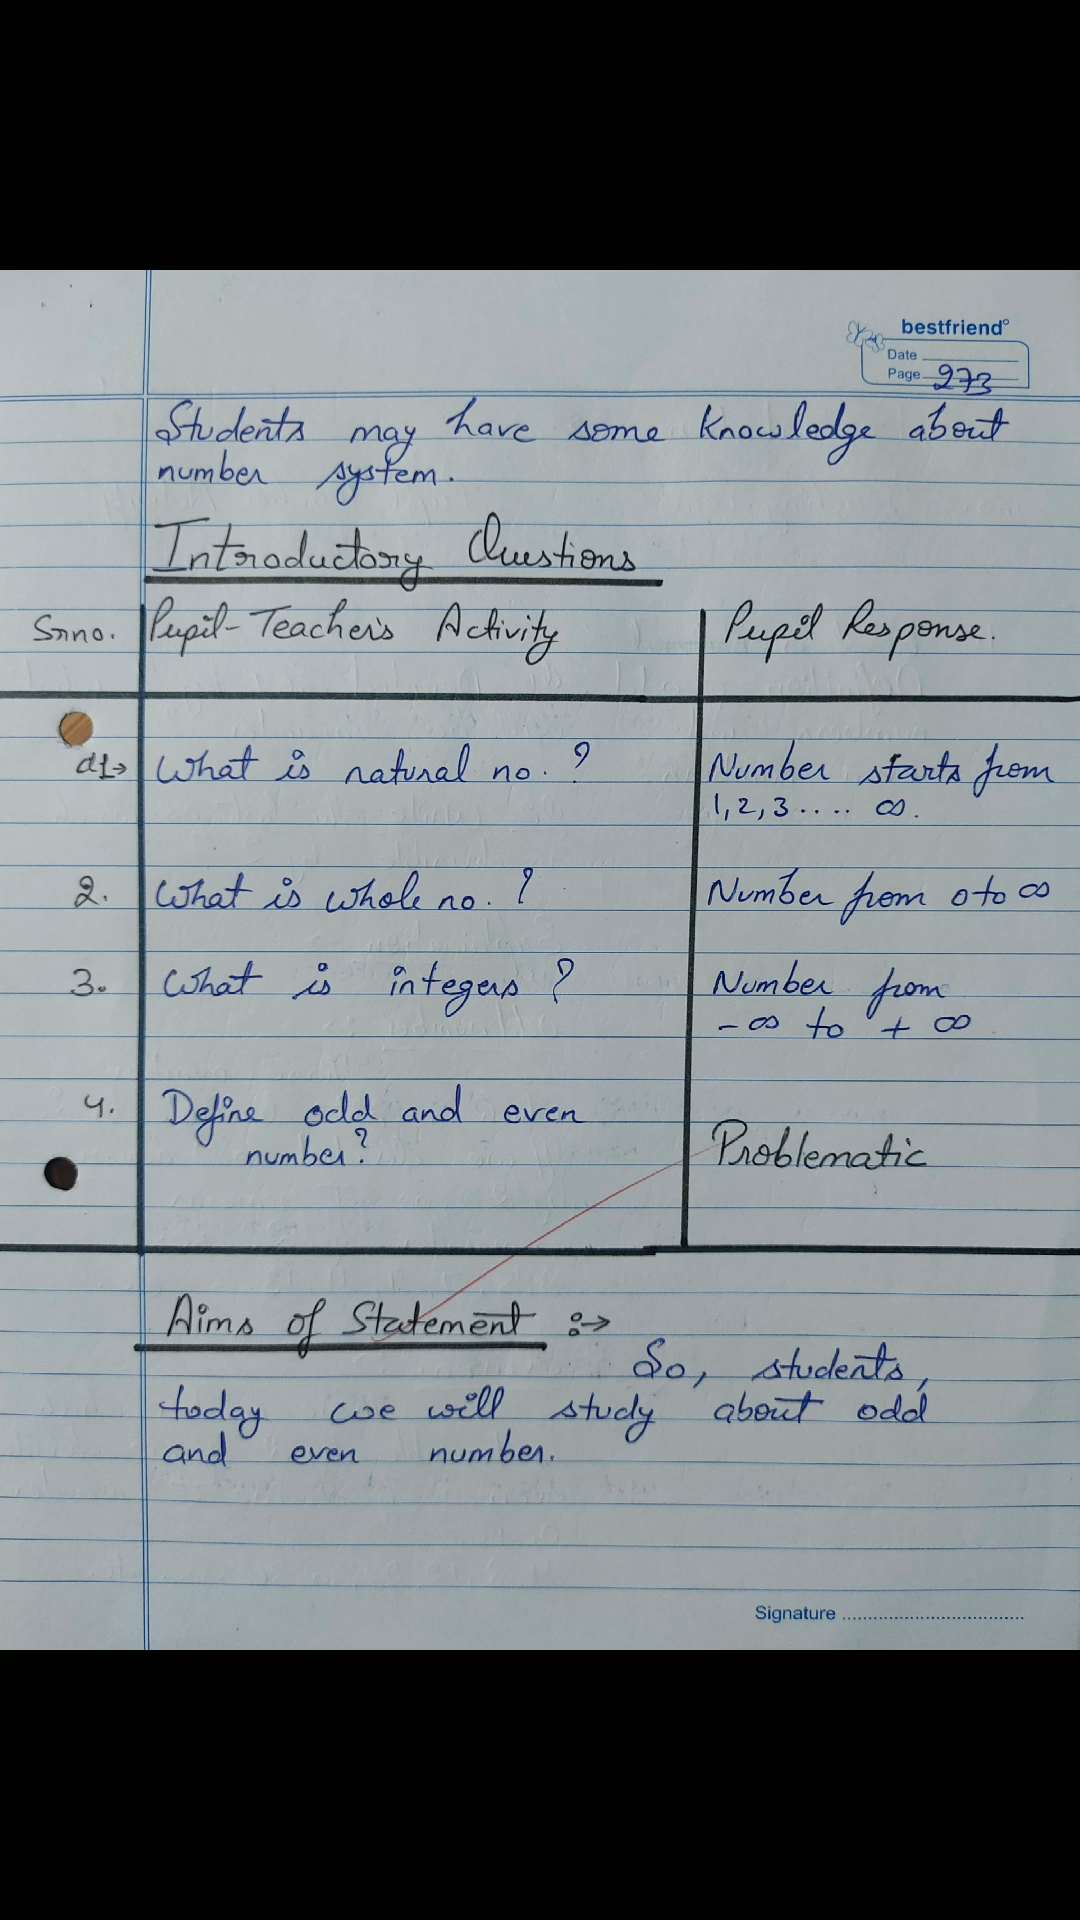 bestfriend
Date
Page 273
Students may have some knowledge about
number system.
Introductory Questions
Srno. Pupil-Teacher's Activity Pupil Response.
1→ What is natural no. ? Number starts from
1, 2, 3 .... ∞.
2. What is whole no. ? Number from 0 to ∞
3. What is integers ? Number from
- ∞ to + ∞
4. Define odd and even
number? Problematic
Aims of Statement :→
So, students,
today we will study about odd
and even number.
Signature